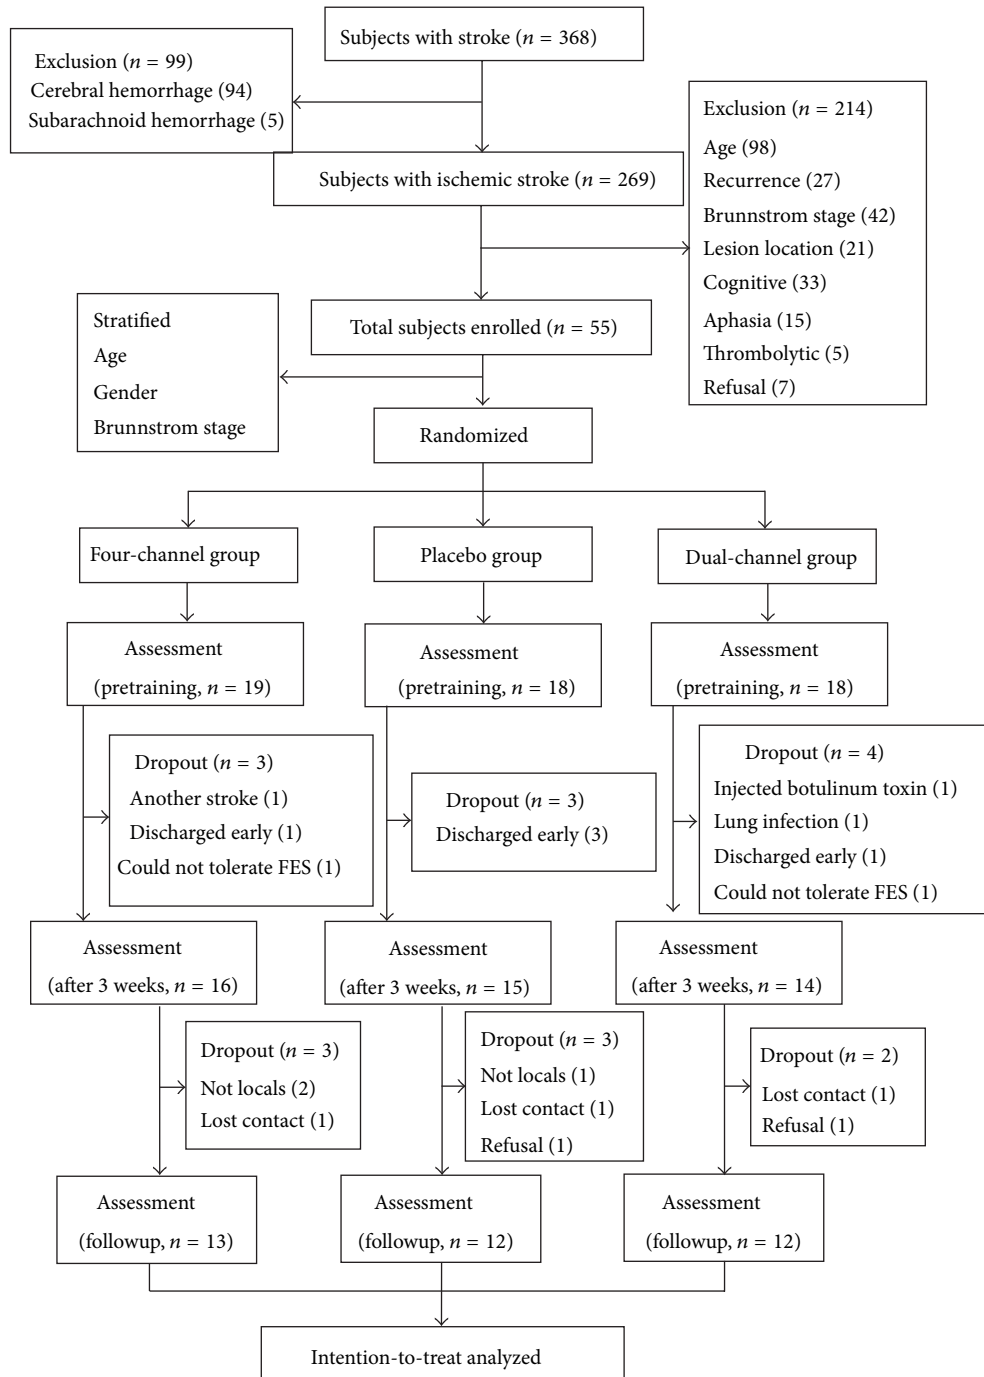 Subjects with stroke (n = 368)
Exclusion (n = 99)
Cerebral hemorrhage (94)
Subarachnoid hemorrhage (5)
Exclusion (n = 214)
Age (98)
Recurrence (27)
Brunnstrom stage (42)
Lesion location (21)
Cognitive (33)
Aphasia (15)
Thrombolytic (5)
Refusal (7)
Subjects with ischemic stroke (n = 269)
Total subjects enrolled (n = 55)
Stratified
Age
Gender
Brunnstrom stage
Randomized
Four-channel group
Placebo group
Dual-channel group
Assessment
(pretraining, n = 19)
Assessment
(pretraining, n = 18)
Assessment
(pretraining, n = 18)
Dropout (n = 3)
Another stroke (1)
Discharged early (1)
Could not tolerate FES (1)
Dropout (n = 3)
Discharged early (3)
Dropout (n = 4)
Injected botulinum toxin (1)
Lung infection (1)
Discharged early (1)
Could not tolerate FES (1)
Assessment
(after 3 weeks, n = 16)
Assessment
(after 3 weeks, n = 15)
Assessment
(after 3 weeks, n = 14)
Dropout (n = 3)
Not locals (2)
Lost contact (1)
Dropout (n = 3)
Not locals (1)
Lost contact (1)
Refusal (1)
Dropout (n = 2)
Lost contact (1)
Refusal (1)
Assessment
(followup, n = 13)
Assessment
(followup, n = 12)
Assessment
(followup, n = 12)
Intention-to-treat analyzed